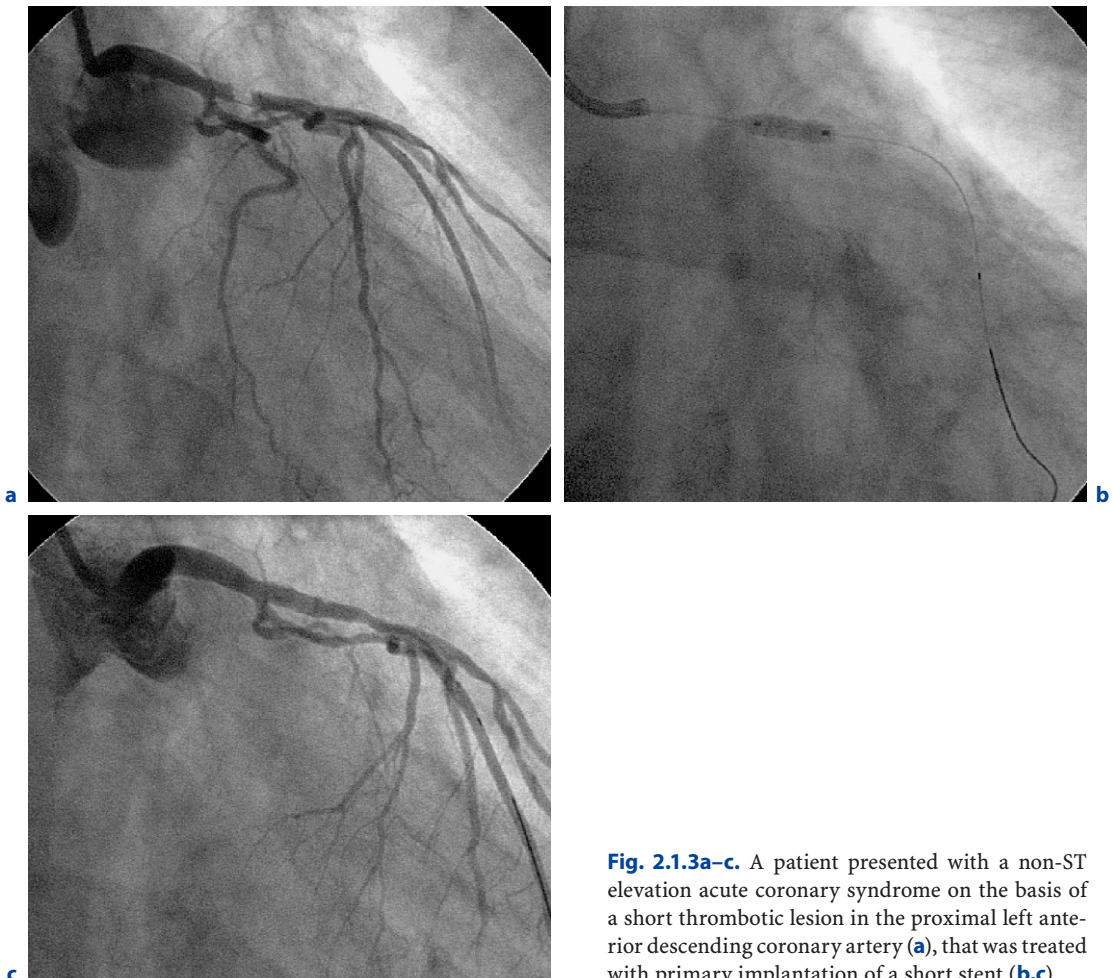 a
b
c
Fig. 2.1.3a–c. A patient presented with a non-ST
elevation acute coronary syndrome on the basis of
a short thrombotic lesion in the proximal left ante-
rior descending coronary artery (a), that was treated
with primary implantation of a short stent (b,c)